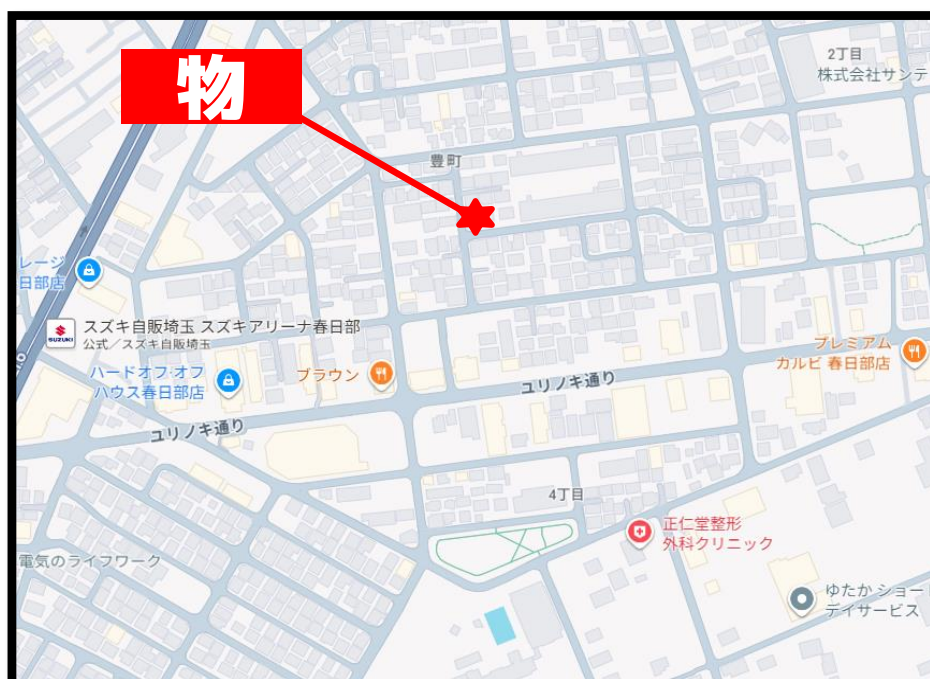 物
2丁目
株式会社サンテ
豊町
レージ
日部店
スズキ自販埼玉 スズキアリーナ春日部
公式／スズキ自販埼玉
SUZUKI
ハードオフ・オフ
ハウス春日部店
ブラウン
プレミアム
カルビ 春日部店
ユリノキ通り
ユリノキ通り
4丁目
正仁堂整形
外科クリニック
電気のライフワーク
ゆたか ショート
デイサービス